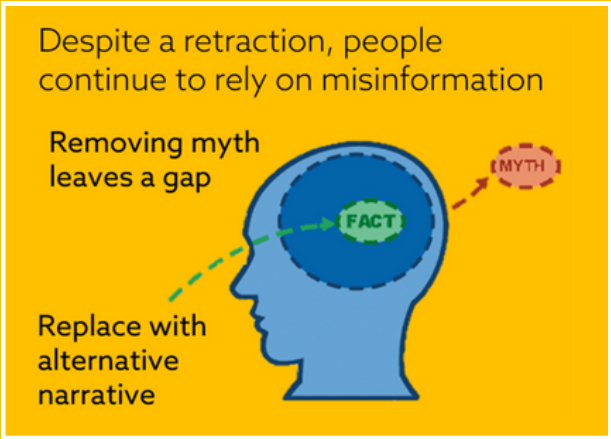 Despite a retraction, people
continue to rely on misinformation
Removing myth
leaves a gap
MYTH
FACT
Replace with
alternative
narrative